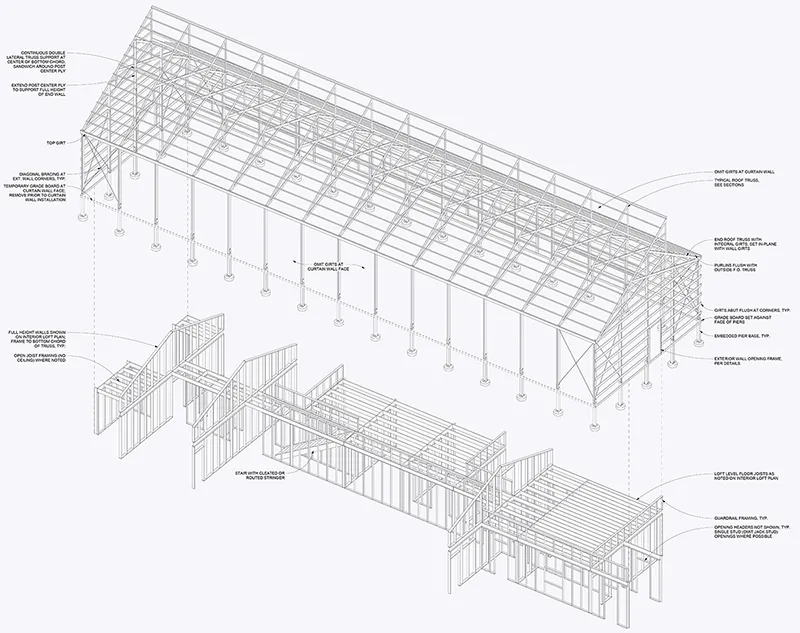 CONTINUOUS DOUBLE
LATERAL TRUSS SUPPORT AT
CENTER OF BOTTOM CHORD;
SANDWICH AROUND POST
CENTER PLY
EXTEND POST CENTER PLY
TO SUPPORT FULL HEIGHT
OF END WALL
TOP GIRT
DIAGONAL BRACING AT
EXT. WALL CORNERS, TYP.
TEMPORARY GRADE BOARD AT
CURTAIN WALL FACE;
REMOVE PRIOR TO CURTAIN
WALL INSTALLATION
OMIT GIRTS AT CURTAIN WALL
TYPICAL ROOF TRUSS,
SEE SECTIONS
END ROOF TRUSS WITH
INTEGRAL GIRTS, SET IN-PLANE
WITH WALL GIRTS
PURLINS FLUSH WITH
OUTSIDE F.O. TRUSS
OMIT GIRTS AT
CURTAIN WALL FACE
GIRTS ABUT FLUSH AT CORNERS, TYP.
GRADE BOARD SET AGAINST
FACE OF PIERS
EMBEDDED PIER BASE, TYP.
EXTERIOR WALL OPENING FRAME,
PER DETAILS
FULL HEIGHT WALLS SHOWN
ON INTERIOR LOFT PLAN;
FRAME TO BOTTOM CHORD
OF TRUSS, TYP.
OPEN JOIST FRAMING (NO
CEILING) WHERE NOTED
STAIR WITH CLEATED OR
ROUTED STRINGER
LOFT LEVEL FLOOR JOISTS AS
NOTED ON INTERIOR LOFT PLAN
GUARDRAIL FRAMING, TYP.
OPENING HEADERS NOT SHOWN, TYP.
SINGLE STUD (OMIT JACK STUD)
OPENINGS WHERE POSSIBLE